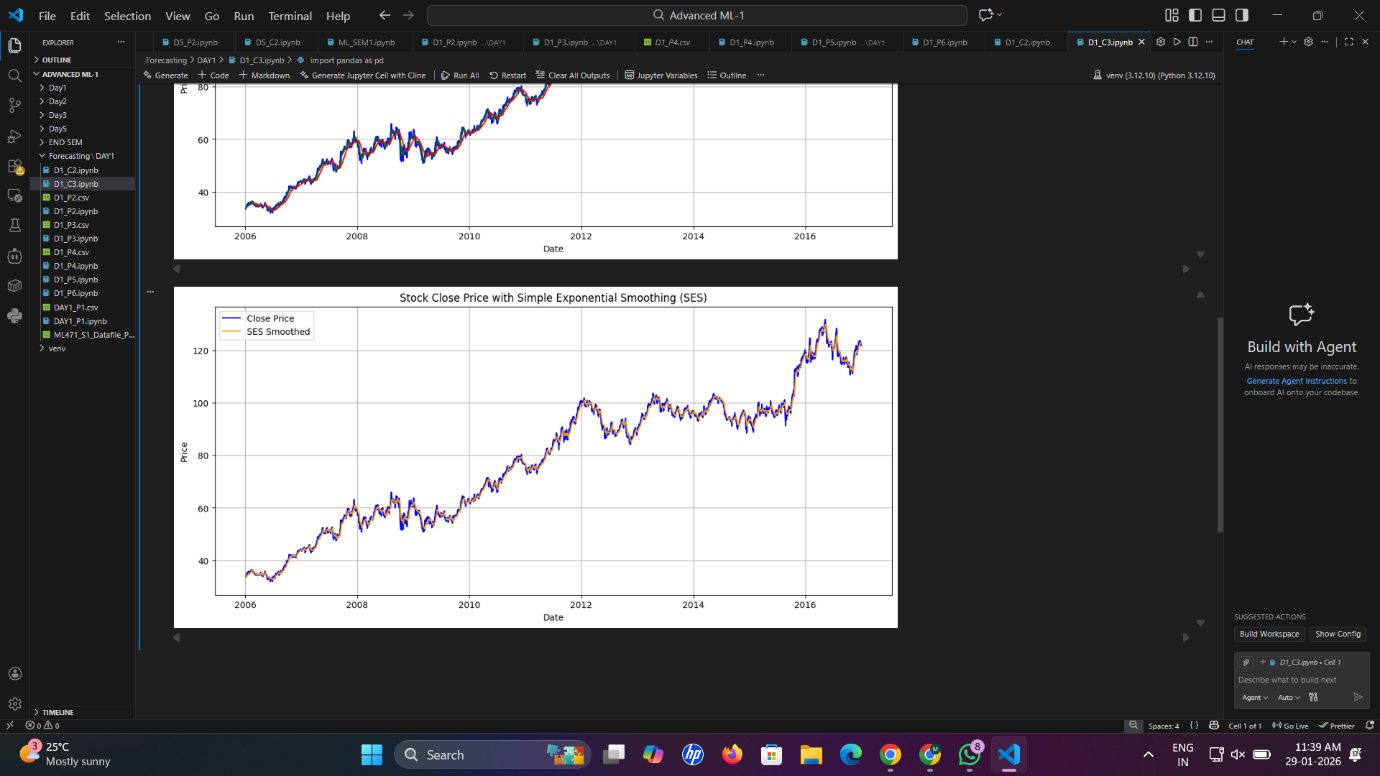 File Edit Selection View Go Run Terminal Help
Advanced ML-1
EXPLORER
D5_P2.ipynb D5_C2.ipynb ML_SEM1.ipynb D1_P2.ipynb ...\DAY1 D1_P3.ipynb ...\DAY1 D1_P4.csv D1_P4.ipynb D1_P5.ipynb ...\DAY1 D1_P6.ipynb D1_C2.ipynb D1_C3.ipynb
CHAT
OUTLINE
Forecasting > DAY1 > D1_C3.ipynb > import pandas as pd
Generate + Code + Markdown Generate Jupyter Cell with Cline Run All Restart Clear All Outputs Jupyter Variables Outline ...
venv (3.12.10) (Python 3.12.10)
ADVANCED ML-1
Day1
Day2
Day3
Day5
END SEM
Forecasting \ DAY1
D1_C2.ipynb
D1_C3.ipynb
D1_P2.csv
D1_P2.ipynb
D1_P3.csv
D1_P3.ipynb
D1_P4.csv
D1_P4.ipynb
D1_P5.ipynb
D1_P6.ipynb
DAY1_P1.csv
DAY1_P1.ipynb
ML471_S1_Datafile_P...
venv
80
60
40
2006 2008 2010 2012 2014 2016
Date
Stock Close Price with Simple Exponential Smoothing (SES)
Close Price
SES Smoothed
Price
120
100
80
60
40
2006 2008 2010 2012 2014 2016
Date
Build with Agent
AI responses may be inaccurate.
Generate Agent Instructions to
onboard AI onto your codebase.
SUGGESTED ACTIONS
Build Workspace Show Config
D1_C3.ipynb • Cell 1
Describe what to build next
Agent Auto
TIMELINE
0 0
Spaces: 4 {} Cell 1 of 1 Go Live Prettier
3
25°C
Mostly sunny
Search
8
ENG
IN
11:39 AM
29-01-2026